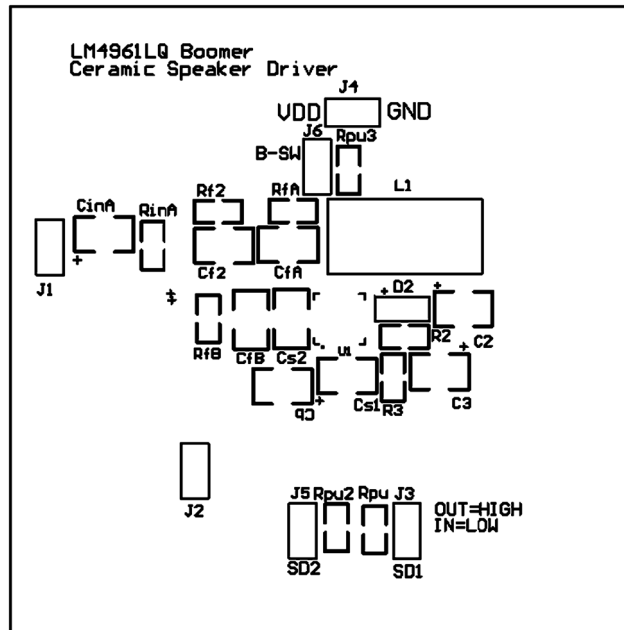 LM4961LQ Boomer
Ceramic Speaker Driver
J4
VDD GND
J6 Rpu3
B-SW
L1
Rf2 RfA
CinA RinA
Cf2 CfA
J1
D2
R2 C2
RfB CfB Cs2 U1
Cb Cs1 R3 C3
J2
J5 Rpu2 Rpu J3
OUT=HIGH
IN=LOW
SD2 SD1